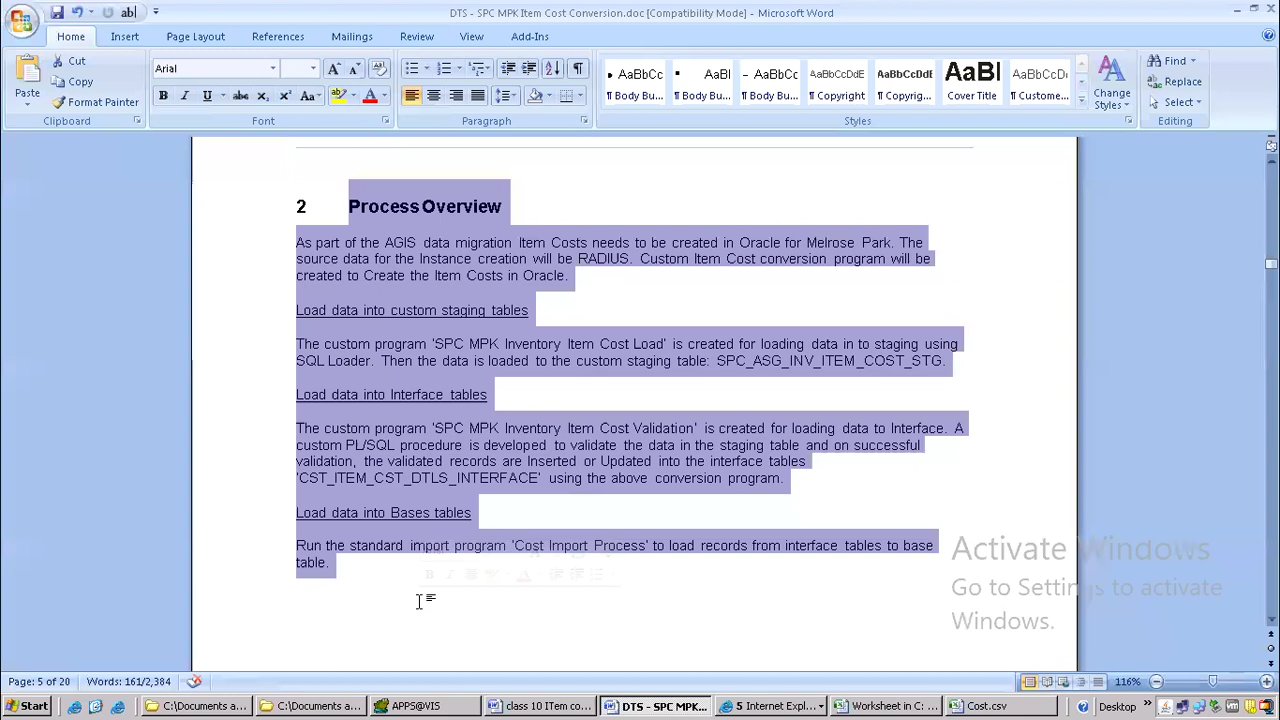 DTS - SPC MPK Item Cost Conversion.doc [Compatibility Mode] - Microsoft Word
Home Insert Page Layout References Mailings Review View Add-Ins
Paste
Cut
Copy
Format Painter
Clipboard
Arial
Font
Paragraph
AaBbCc AaBl AaBbCc AaBbCcDdE AaBbCcDdE AaBl AaBbCcD
¶ Body Bu... ¶ Body Bu... ¶ Body Bu... ¶ Copyright ¶ Copyrig... Cover Title ¶ Custome...
Styles
Change
Styles
Find
Replace
Select
Editing
2 Process Overview
As part of the AGIS data migration Item Costs needs to be created in Oracle for Melrose Park. The
source data for the Instance creation will be RADIUS. Custom Item Cost conversion program will be
created to Create the Item Costs in Oracle.
Load data into custom staging tables
The custom program 'SPC MPK Inventory Item Cost Load' is created for loading data in to staging using
SQL Loader. Then the data is loaded to the custom staging table: SPC_ASG_INV_ITEM_COST_STG.
Load data into Interface tables
The custom program 'SPC MPK Inventory Item Cost Validation' is created for loading data to Interface. A
custom PL/SQL procedure is developed to validate the data in the staging table and on successful
validation, the validated records are Inserted or Updated into the interface tables
'CST_ITEM_CST_DTLS_INTERFACE' using the above conversion program.
Load data into Bases tables
Run the standard import program 'Cost Import Process' to load records from interface tables to base
table.
Activate Windows
Go to Settings to activate
Windows.
Page: 5 of 20 Words: 161/2,384 116%
Start C:\Documents a... C:\Documents a... APPS@VIS class 10 ITem co... DTS - SPC MPK... 5 Internet Expl... Worksheet in C:... Cost.csv Desktop